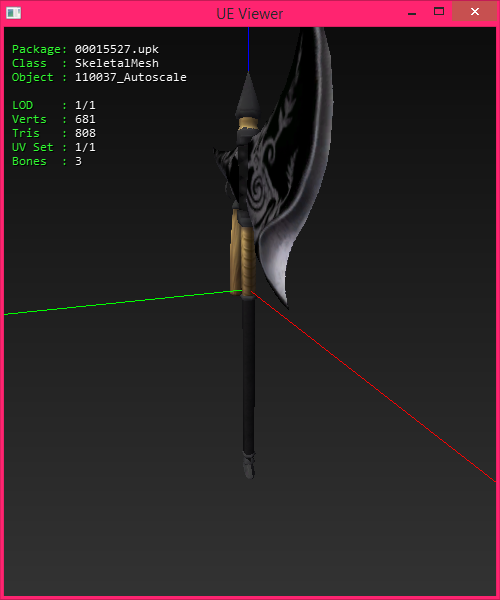 UE Viewer
Package: 00015527.upk
Class  : SkeletalMesh
Object : 110037_Autoscale
LOD    : 1/1
Verts  : 681
Tris   : 808
UV Set : 1/1
Bones  : 3